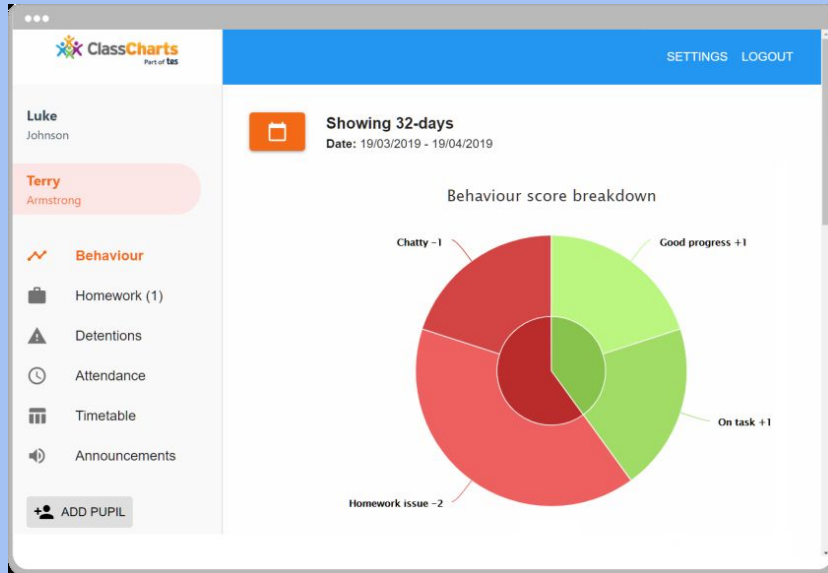 ClassCharts
Part of tes
SETTINGS LOGOUT
Luke
Johnson
Terry
Armstrong
Behaviour
Homework (1)
Detentions
Attendance
Timetable
Announcements
ADD PUPIL
Showing 32-days
Date: 19/03/2019 - 19/04/2019
Behaviour score breakdown
Chatty -1
Good progress +1
On task +1
Homework issue -2